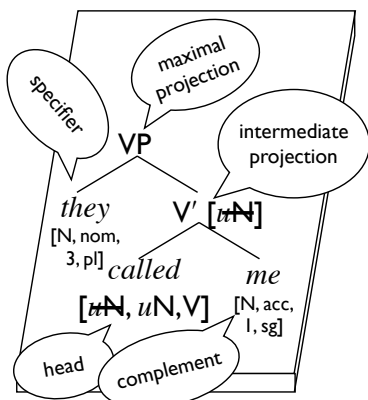 maximal
projection
specifier
VP
intermediate
projection
they
[N, nom,
3, pl]
V′ [uN]
called
me
[uN, uN, V]
[N, acc,
1, sg]
head
complement